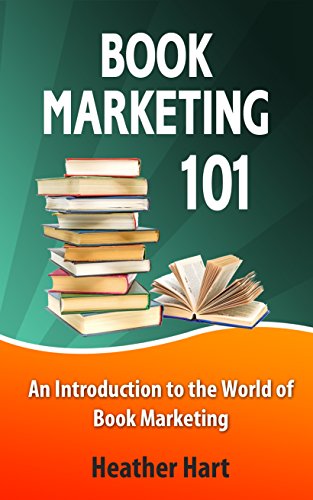 BOOK
MARKETING
101
An Introduction to the World of
Book Marketing
Heather Hart